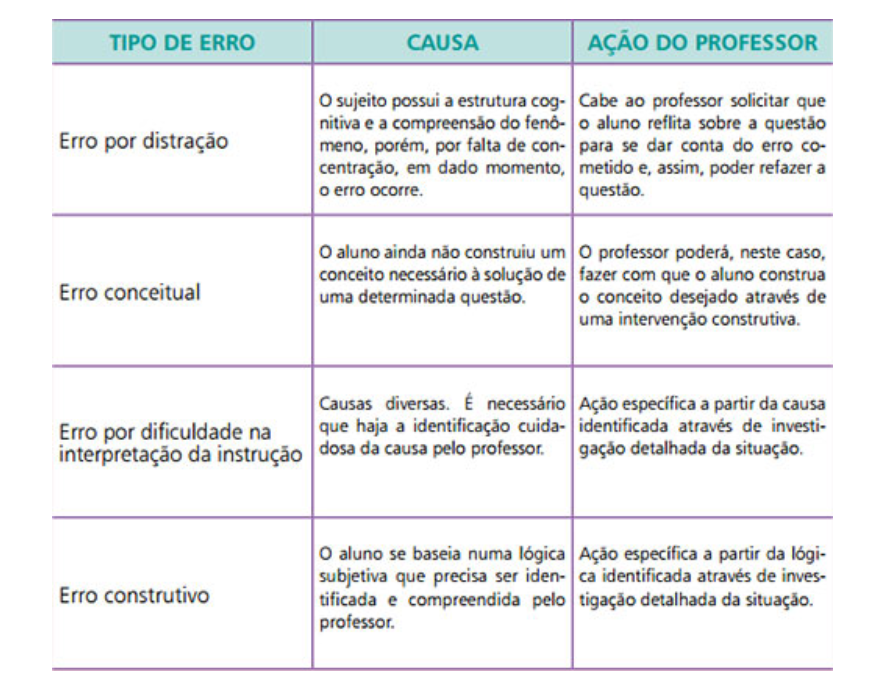 TIPO DE ERRO
CAUSA
AÇÃO DO PROFESSOR
Erro por distração
O sujeito possui a estrutura cog-
nitiva e a compreensão do fenô-
meno, porém, por falta de con-
centração, em dado momento,
o erro ocorre.
Cabe ao professor solicitar que
o aluno reflita sobre a questão
para se dar conta do erro co-
metido e, assim, poder refazer a
questão.
Erro conceitual
O aluno ainda não construiu um
conceito necessário à solução de
uma determinada questão.
O professor poderá, neste caso,
fazer com que o aluno construa
o conceito desejado através de
uma intervenção construtiva.
Erro por dificuldade na
interpretação da instrução
Causas diversas. É necessário
que haja a identificação cuida-
dosa da causa pelo professor.
Ação específica a partir da causa
identificada através de investi-
gação detalhada da situação.
Erro construtivo
O aluno se baseia numa lógica
subjetiva que precisa ser iden-
tificada e compreendida pelo
professor.
Ação específica a partir da lógi-
ca identificada através de inves-
tigação detalhada da situação.